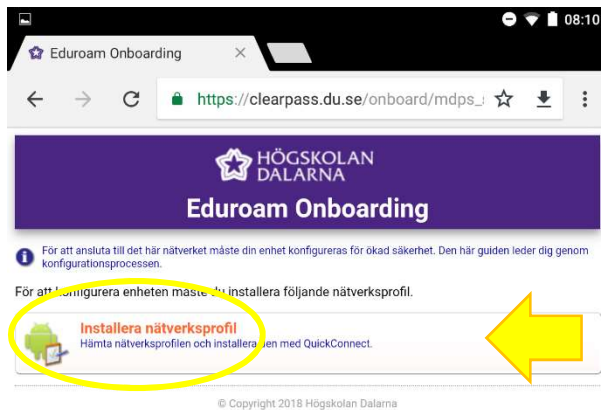 08:10
Eduroam Onboarding
https://clearpass.du.se/onboard/mdps_
HÖGSKOLAN
DALARNA
Eduroam Onboarding
För att ansluta till det här nätverket måste din enhet konfigureras för ökad säkerhet. Den här guiden leder dig genom
konfigurationsprocessen.
För att konfigurera enheten måste du installera följande nätverksprofil.
Installera nätverksprofil
Hämta nätverksprofilen och installera den med QuickConnect.
© Copyright 2018 Högskolan Dalarna